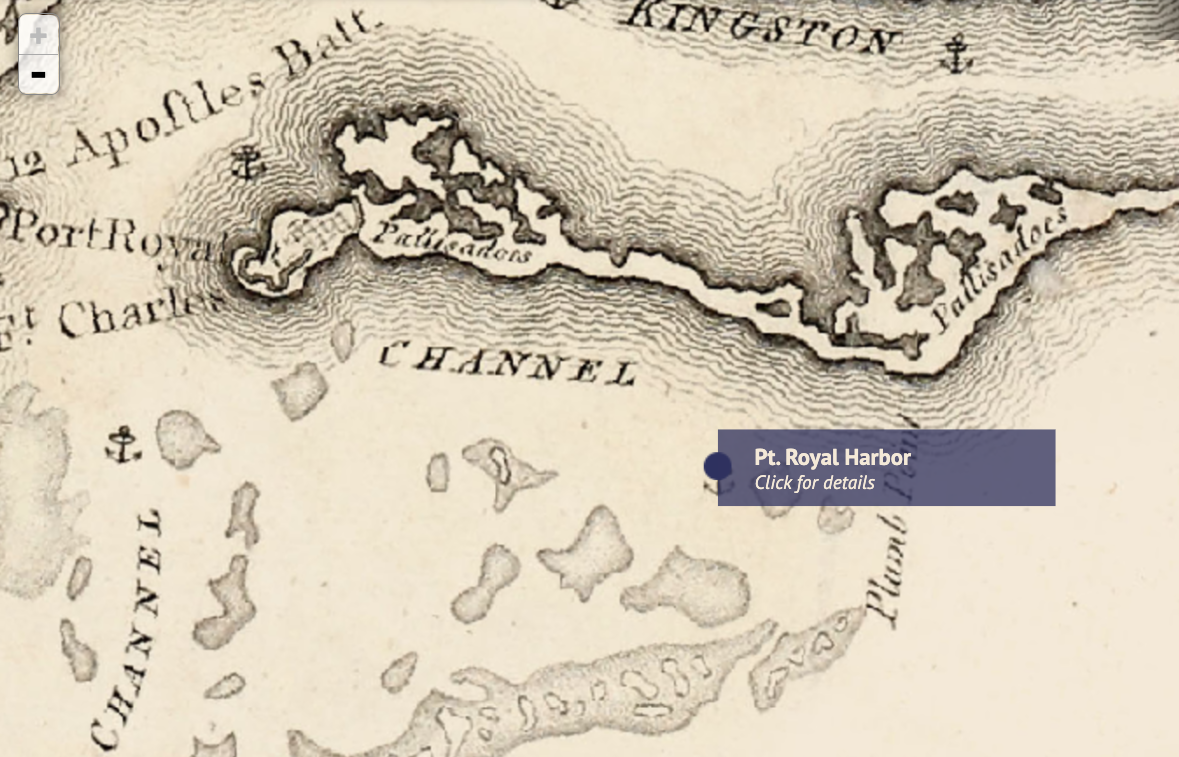 +
-
KINGSTON
12 Apoſtles Batt.
Port Royal
Pallisadoes
Pallisadoes
Ft. Charles
CHANNEL
Pt. Royal Harbor
Click for details
Plumb Point
CHANNEL